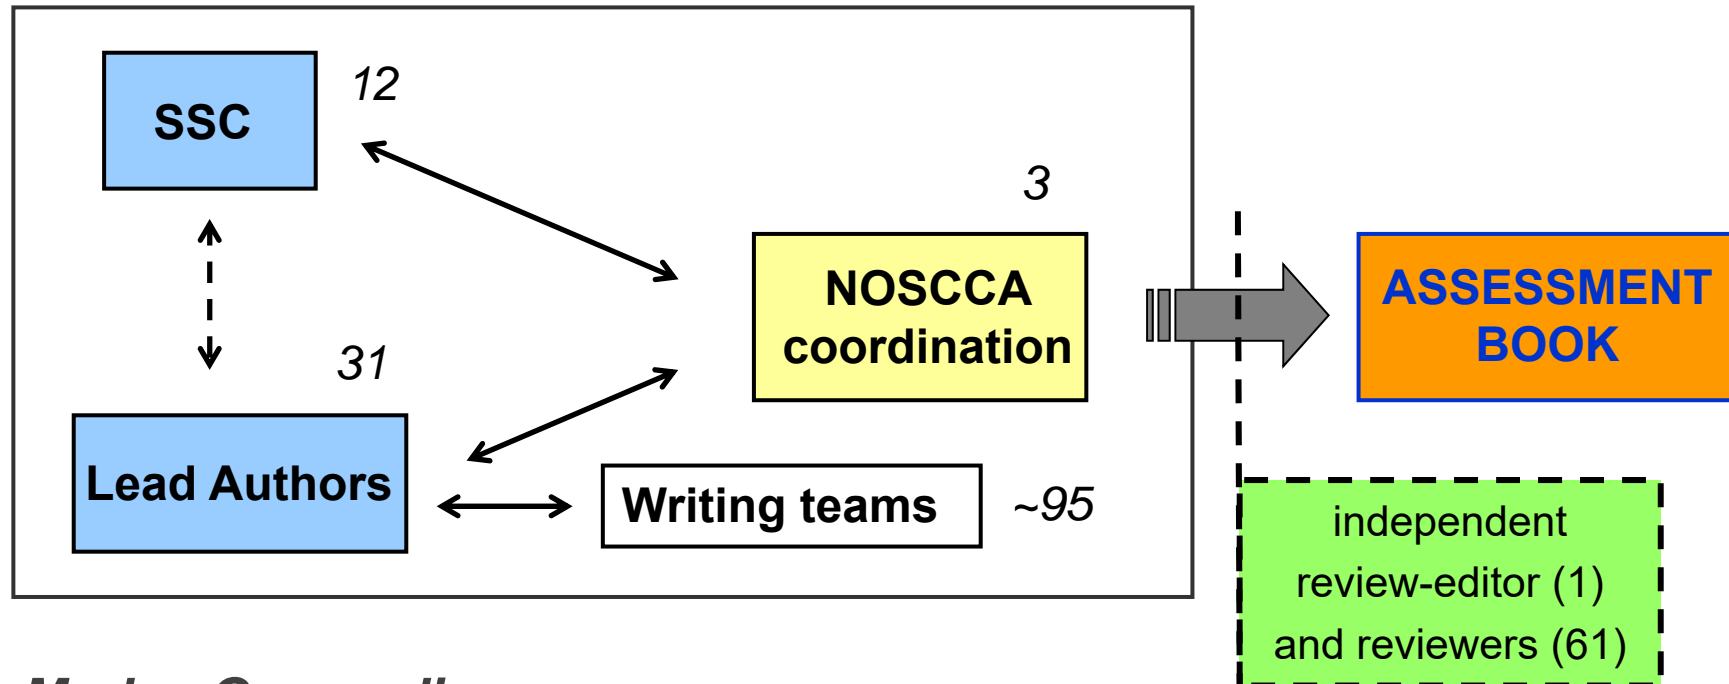 SSC
12
3
NOSCCA
coordination
ASSESSMENT
BOOK
31
Lead Authors
Writing teams
~95
independent
review-editor (1)
and reviewers (61)